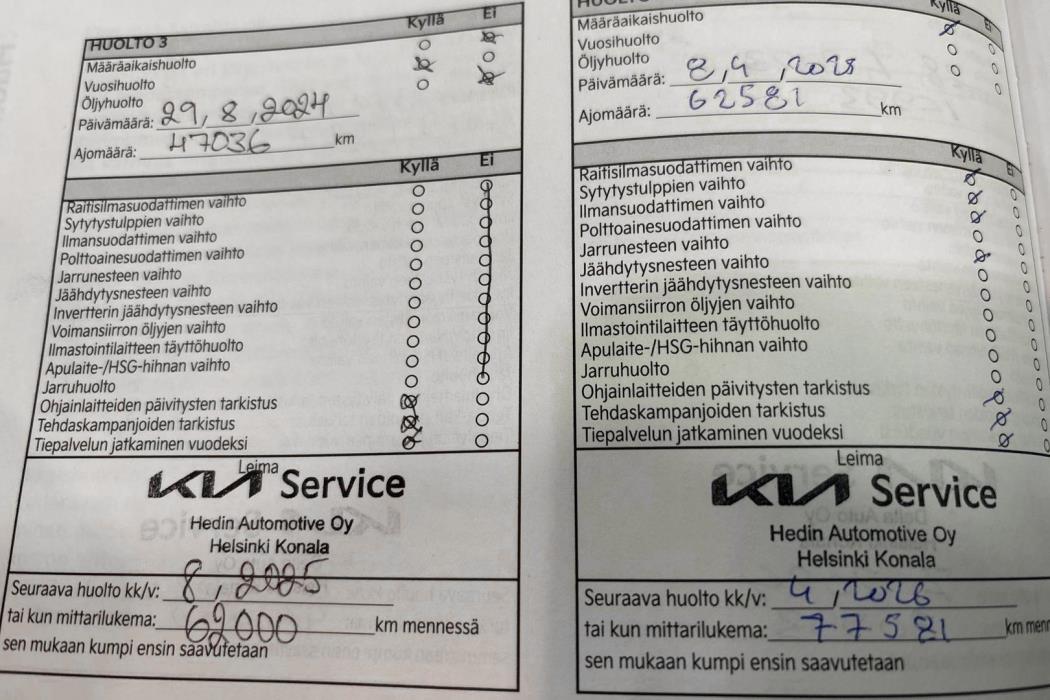 Kyllä Ei
HUOLTO 3
Määräaikaishuolto
Vuosihuolto
Öljyhuolto
Päivämäärä: 29,8,2024
Ajomäärä: 47036 km
Kyllä Ei
Raitisilmasuodattimen vaihto
Sytytystulppien vaihto
Ilmansuodattimen vaihto
Polttoainesuodattimen vaihto
Jarrunesteen vaihto
Jäähdytysnesteen vaihto
Invertterin jäähdytysnesteen vaihto
Voimansiirron öljyjen vaihto
Ilmastointilaitteen täyttöhuolto
Apulaite-/HSG-hihnan vaihto
Jarruhuolto
Ohjainlaitteiden päivitysten tarkistus
Tehdaskampanjoiden tarkistus
Tiepalvelun jatkaminen vuodeksi
Leima
KIA Service
Hedin Automotive Oy
Helsinki Konala
Seuraava huolto kk/v: 8,2025
tai kun mittarilukema: 62000 km mennessä
sen mukaan kumpi ensin saavutetaan
Kyllä Ei
Määräaikaishuolto
Vuosihuolto
Öljyhuolto
Päivämäärä: 8,4,2025
Ajomäärä: 62581 km
Kyllä Ei
Raitisilmasuodattimen vaihto
Sytytystulppien vaihto
Ilmansuodattimen vaihto
Polttoainesuodattimen vaihto
Jarrunesteen vaihto
Jäähdytysnesteen vaihto
Invertterin jäähdytysnesteen vaihto
Voimansiirron öljyjen vaihto
Ilmastointilaitteen täyttöhuolto
Apulaite-/HSG-hihnan vaihto
Jarruhuolto
Ohjainlaitteiden päivitysten tarkistus
Tehdaskampanjoiden tarkistus
Tiepalvelun jatkaminen vuodeksi
Leima
KIA Service
Hedin Automotive Oy
Helsinki Konala
Seuraava huolto kk/v: 4,2026
tai kun mittarilukema: 77581 km menn
sen mukaan kumpi ensin saavutetaan